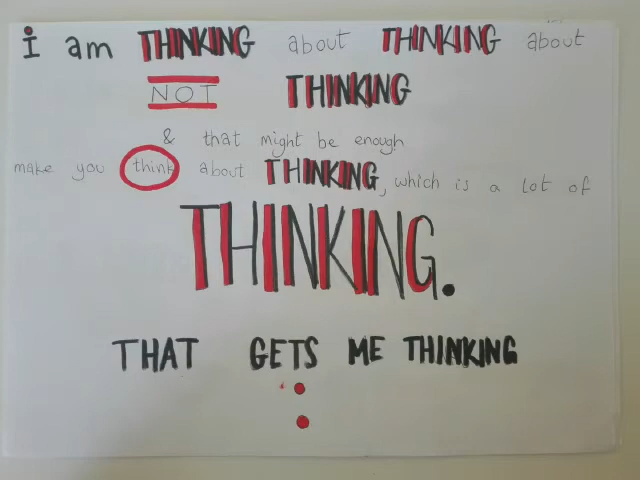 i am THINKING about THINKING about
NOT THINKING
& that might be enough
make you think about THINKING, which is a lot of
THINKING.
THAT GETS ME THINKING